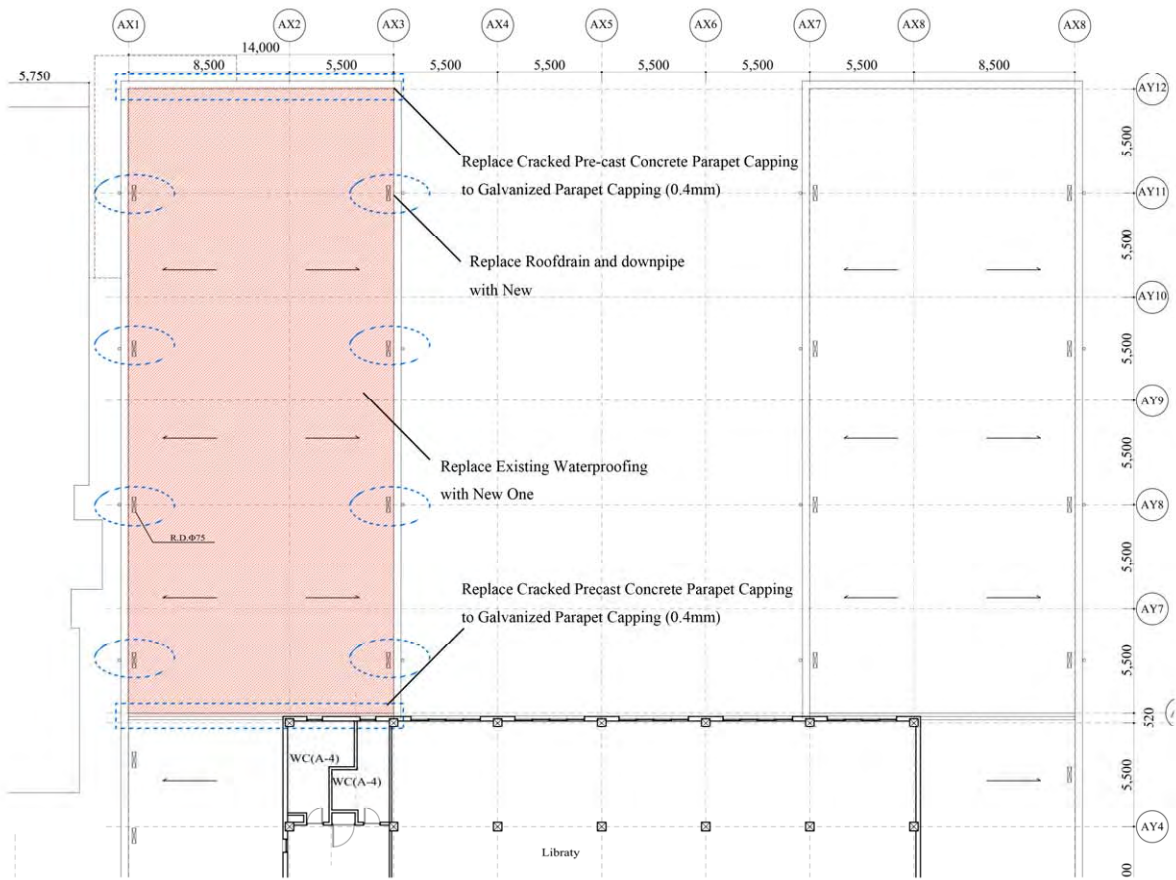 AX1
AX2
AX3
AX4
AX5
AX6
AX7
AX8
AX8
14,000
5,750
8,500
5,500
5,500
5,500
5,500
5,500
5,500
8,500
AY12
5,500
Replace Cracked Pre-cast Concrete Parapet Capping
to Galvanized Parapet Capping (0.4mm)
AY11
Replace Roofdrain and downpipe
with New
5,500
AY10
5,500
AY9
5,500
Replace Existing Waterproofing
with New One
AY8
R.D.Φ75
5,500
Replace Cracked Precast Concrete Parapet Capping
to Galvanized Parapet Capping (0.4mm)
AY7
5,500
520
WC(A-4)
WC(A-4)
5,500
AY4
Libraty
00